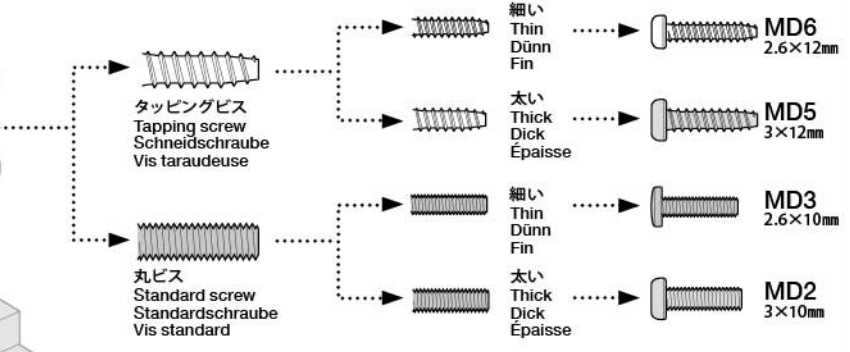 タッピングビス
Tapping screw
Schneidschraube
Vis taraudeuse
細い
Thin
Dünn
Fin
MD6
2.6×12mm
太い
Thick
Dick
Épaisse
MD5
3×12mm
丸ビス
Standard screw
Standardschraube
Vis standard
細い
Thin
Dünn
Fin
MD3
2.6×10mm
太い
Thick
Dick
Épaisse
MD2
3×10mm